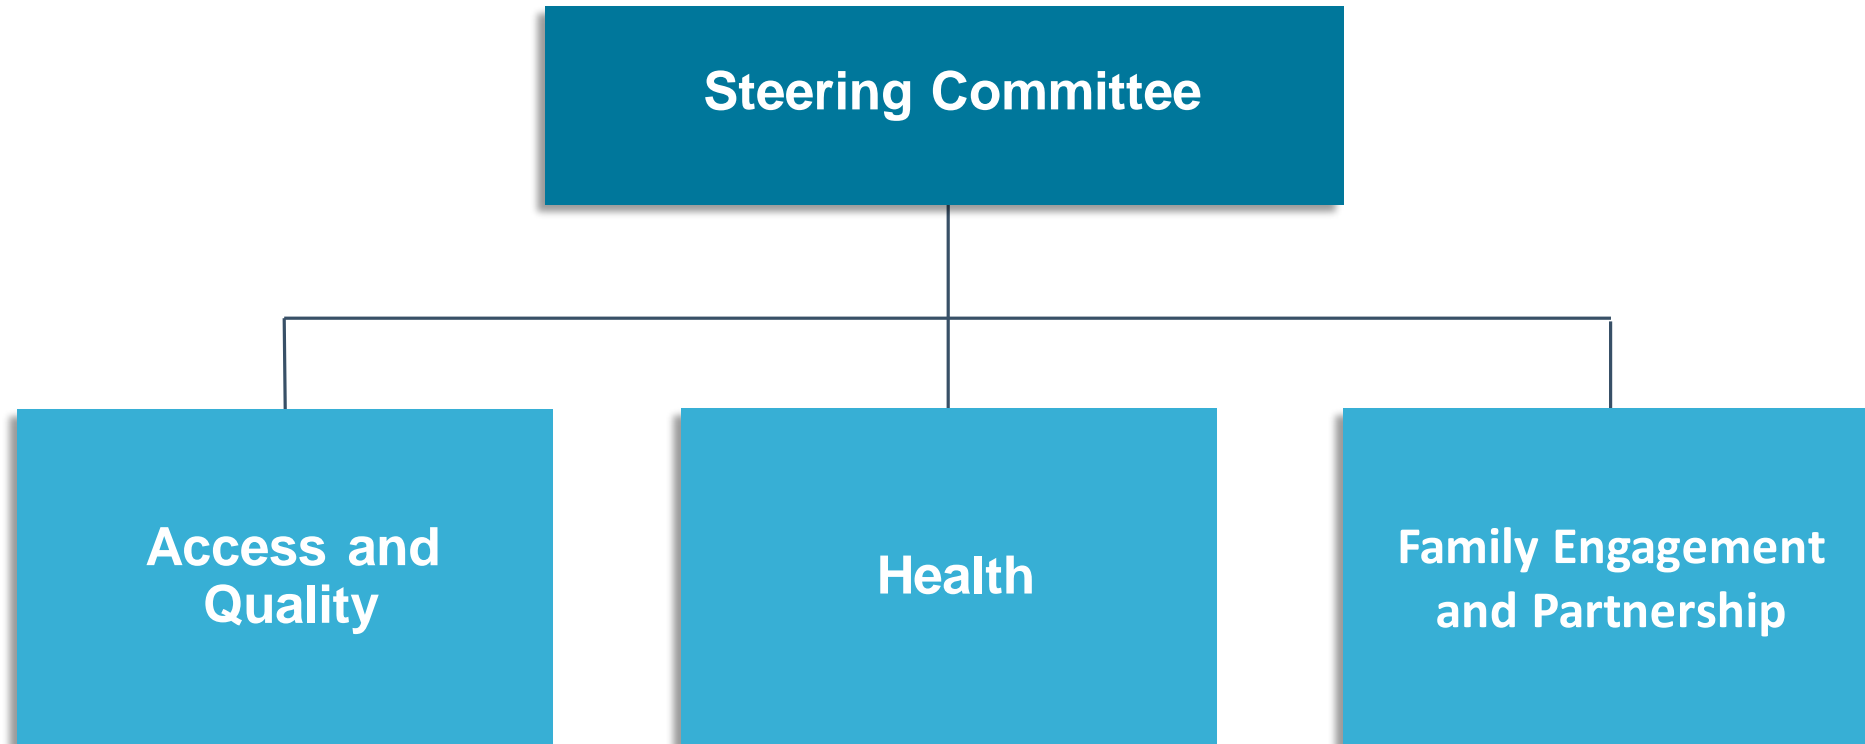 Steering Committee
Access and
Quality
Health
Family Engagement
and Partnership